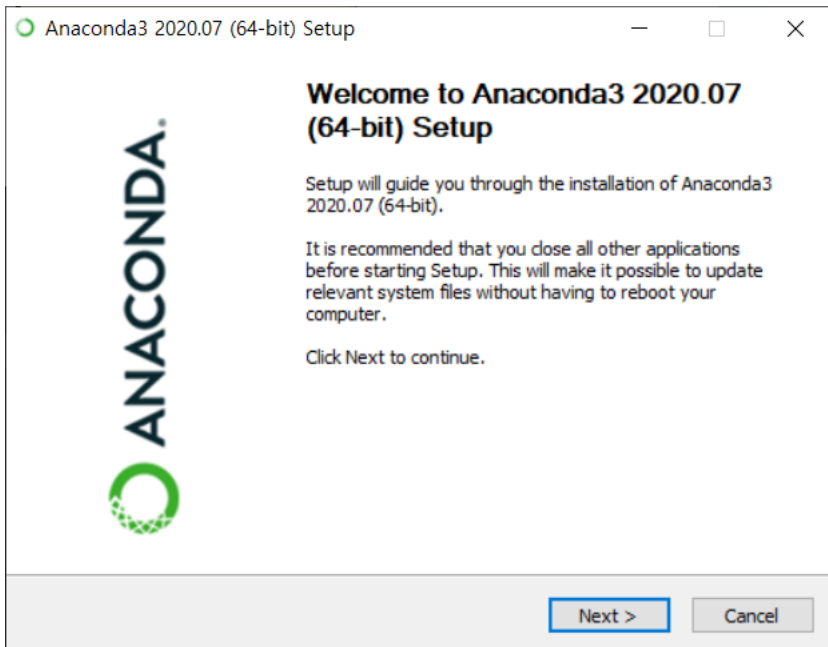 Anaconda3 2020.07 (64-bit) Setup
Welcome to Anaconda3 2020.07
(64-bit) Setup
ANACONDA.
Setup will guide you through the installation of Anaconda3
2020.07 (64-bit).
It is recommended that you close all other applications
before starting Setup. This will make it possible to update
relevant system files without having to reboot your
computer.
Click Next to continue.
Next >
Cancel